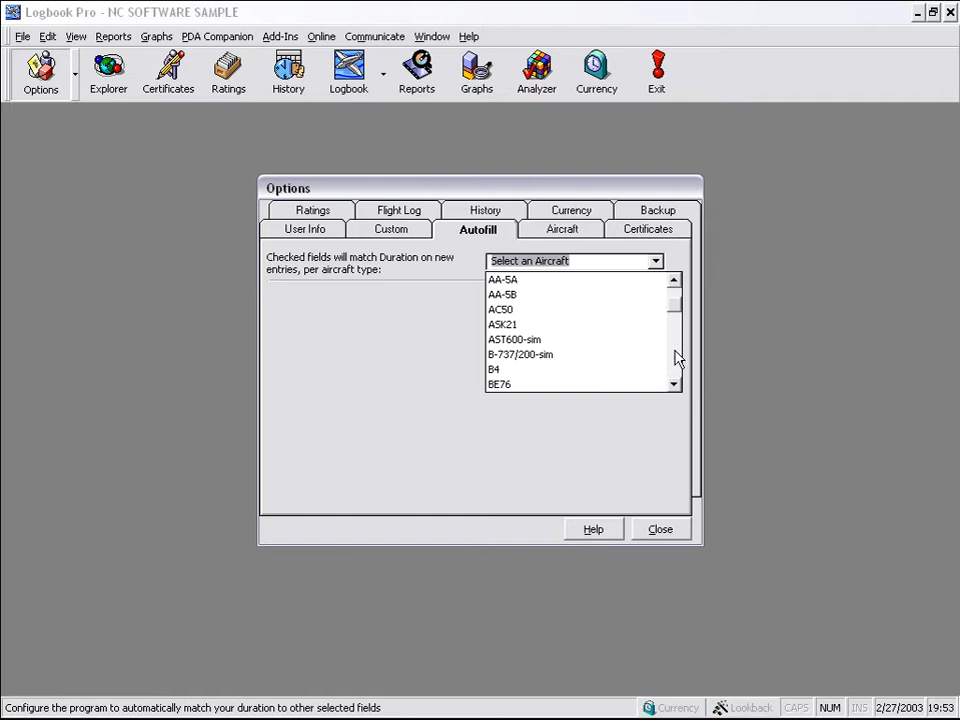 Logbook Pro - NC SOFTWARE SAMPLE
File Edit View Reports Graphs PDA Companion Add-Ins Online Communicate Window Help
Options Explorer Certificates Ratings History Logbook Reports Graphs Analyzer Currency Exit
Options
Ratings Flight Log History Currency Backup
User Info Custom Autofill Aircraft Certificates
Checked fields will match Duration on new
entries, per aircraft type:
Select an Aircraft
AA-5A
AA-5B
AC50
ASK21
AST600-sim
B-737/200-sim
B4
BE76
Help Close
Configure the program to automatically match your duration to other selected fields
Currency Lookback CAPS NUM INS 2/27/2003 19:53